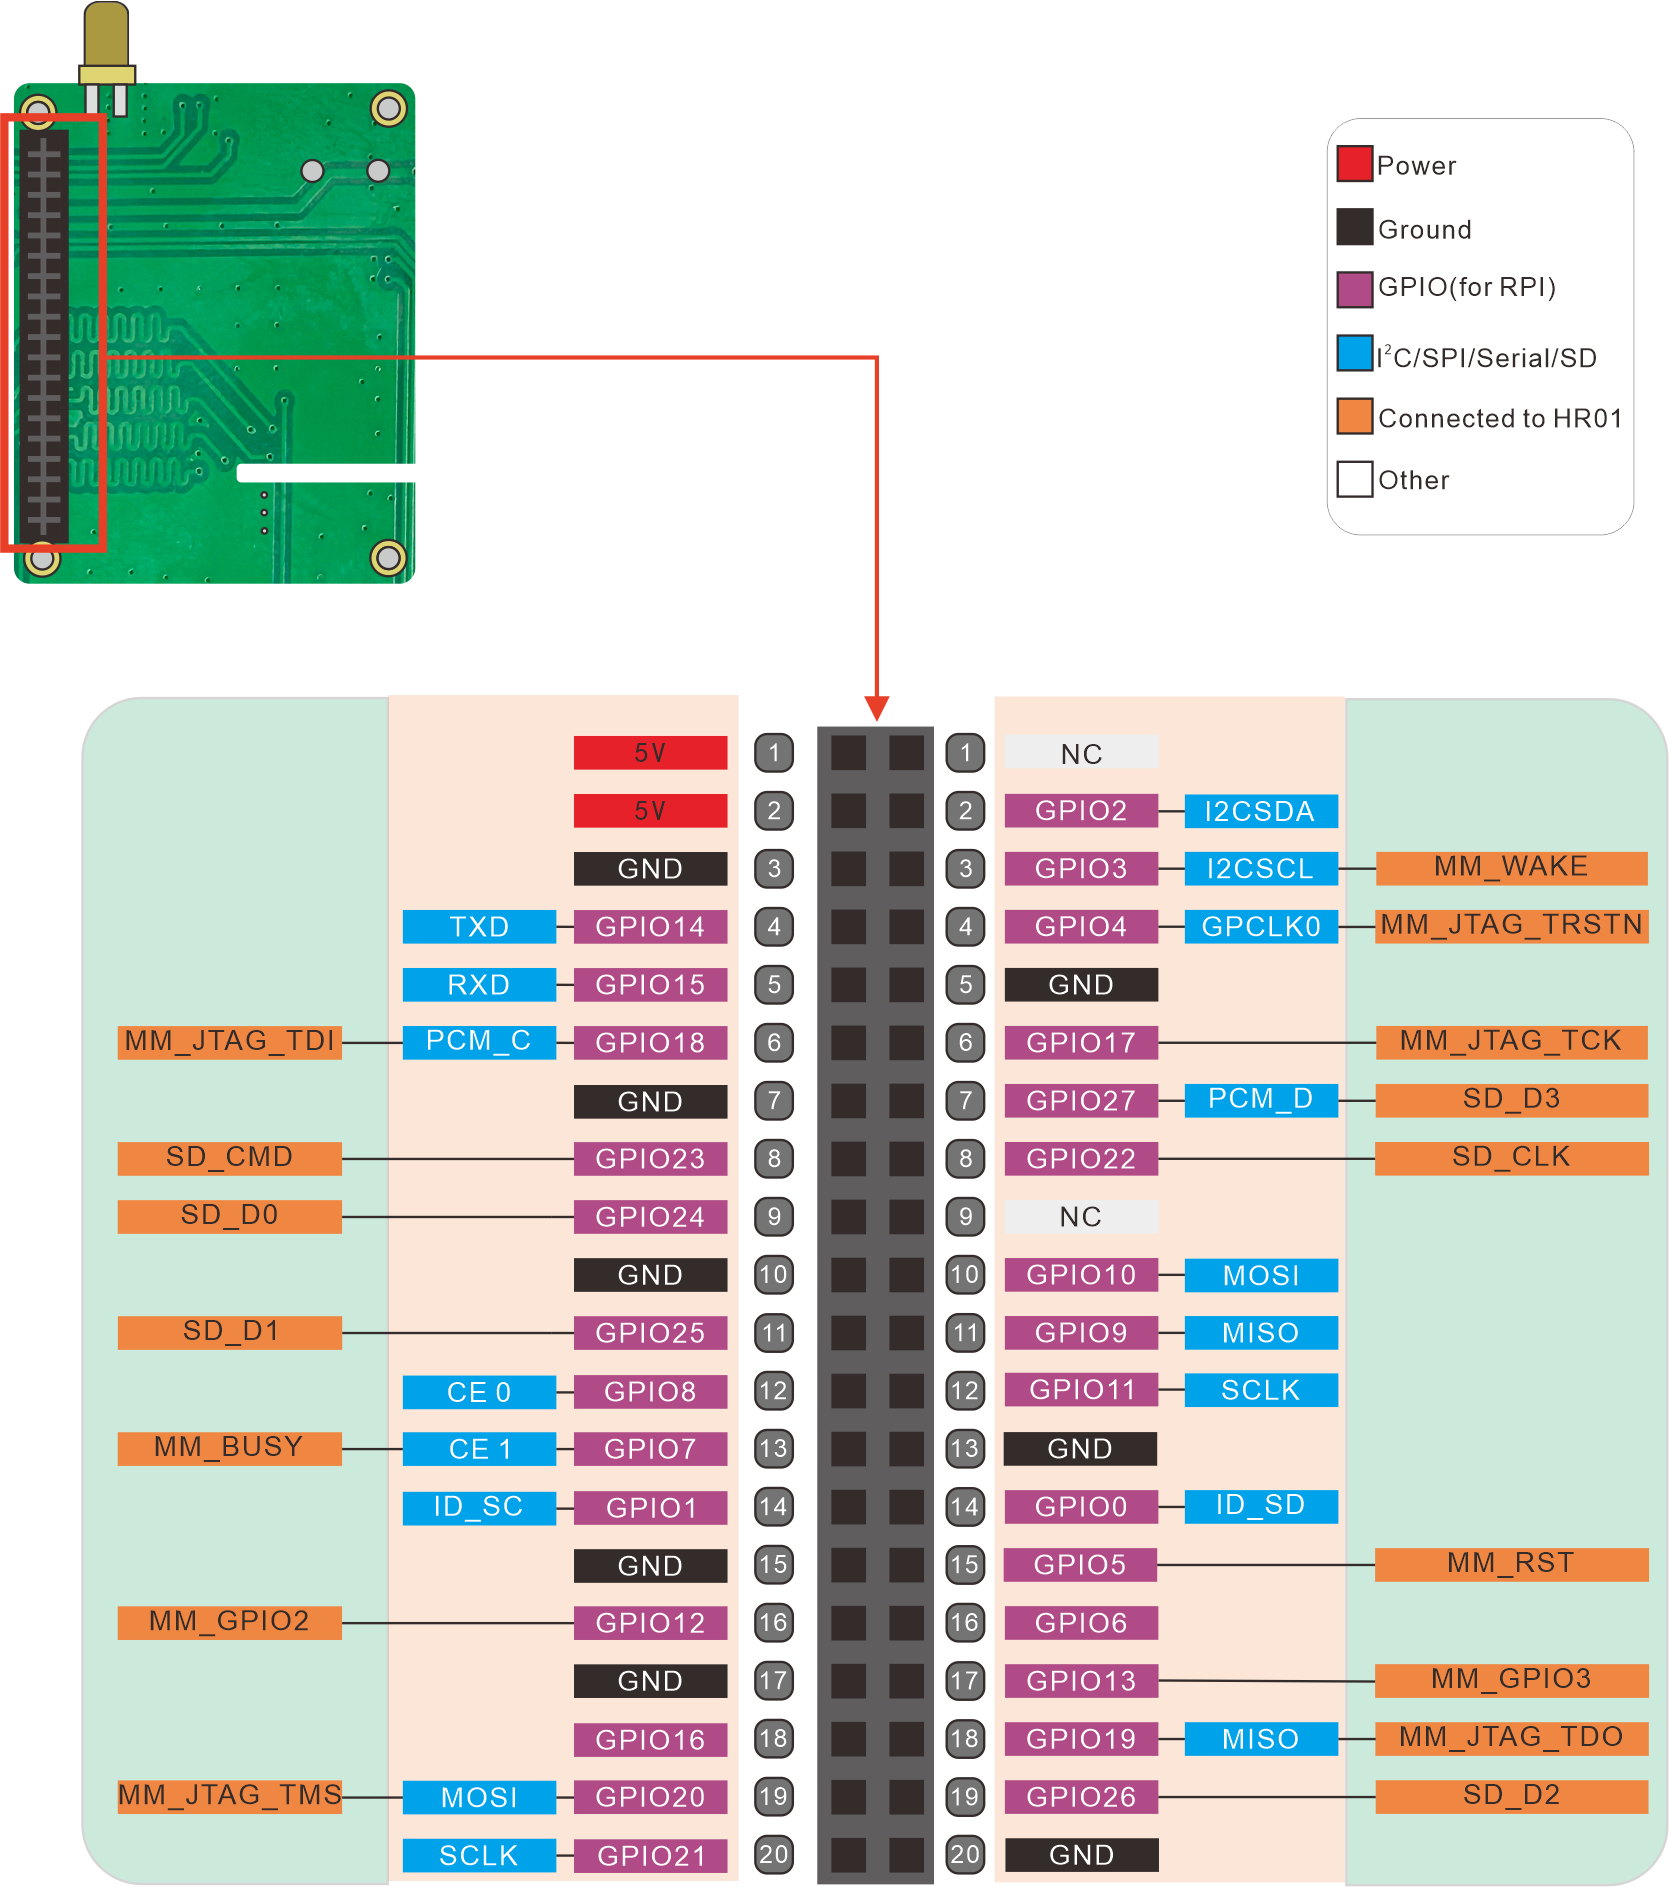 Power
Ground
GPIO(for RPI)
I²C/SPI/Serial/SD
Connected to HR01
Other
5V 1 1 NC
5V 2 2 GPIO2 I2CSDA
GND 3 3 GPIO3 I2CSCL MM_WAKE
TXD GPIO14 4 4 GPIO4 GPCLK0 MM_JTAG_TRSTN
RXD GPIO15 5 5 GND
MM_JTAG_TDI PCM_C GPIO18 6 6 GPIO17 MM_JTAG_TCK
GND 7 7 GPIO27 PCM_D SD_D3
SD_CMD GPIO23 8 8 GPIO22 SD_CLK
SD_D0 GPIO24 9 9 NC
GND 10 10 GPIO10 MOSI
SD_D1 GPIO25 11 11 GPIO9 MISO
CE 0 GPIO8 12 12 GPIO11 SCLK
MM_BUSY CE 1 GPIO7 13 13 GND
ID_SC GPIO1 14 14 GPIO0 ID_SD
GND 15 15 GPIO5 MM_RST
MM_GPIO2 GPIO12 16 16 GPIO6
GND 17 17 GPIO13 MM_GPIO3
GPIO16 18 18 GPIO19 MISO MM_JTAG_TDO
MM_JTAG_TMS MOSI GPIO20 19 19 GPIO26 SD_D2
SCLK GPIO21 20 20 GND